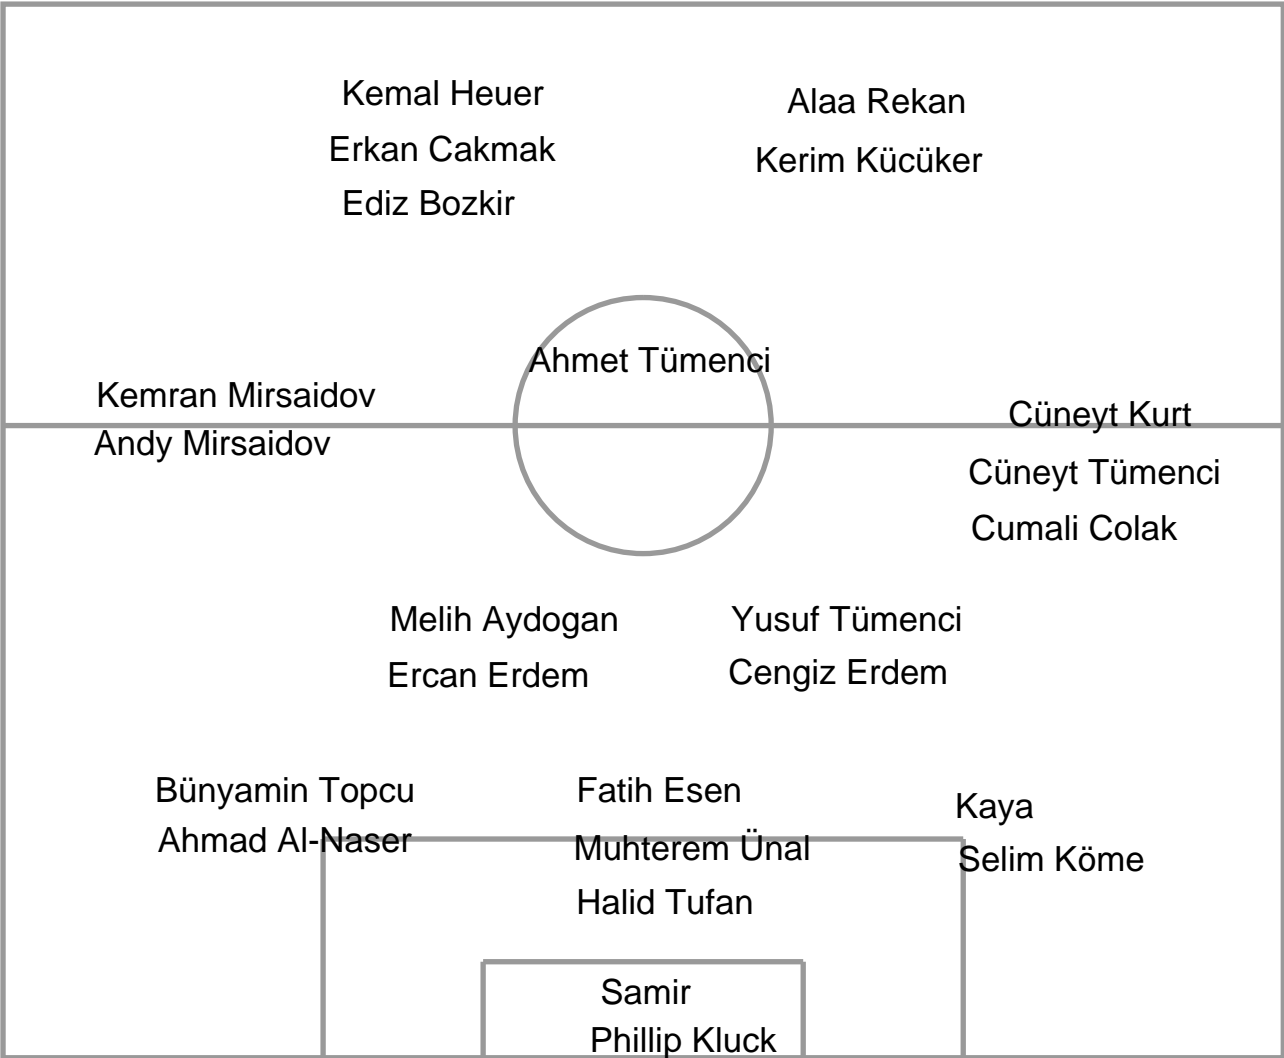 Kemal Heuer
Erkan Cakmak
Ediz Bozkir
Alaa Rekan
Kerim Kücüker
Ahmet Tümenci
Kemran Mirsaidov
Andy Mirsaidov
Cüneyt Kurt
Cüneyt Tümenci
Cumali Colak
Melih Aydogan
Ercan Erdem
Yusuf Tümenci
Cengiz Erdem
Bünyamin Topcu
Ahmad Al-Naser
Fatih Esen
Muhterem Ünal
Halid Tufan
Kaya
Selim Köme
Samir
Phillip Kluck